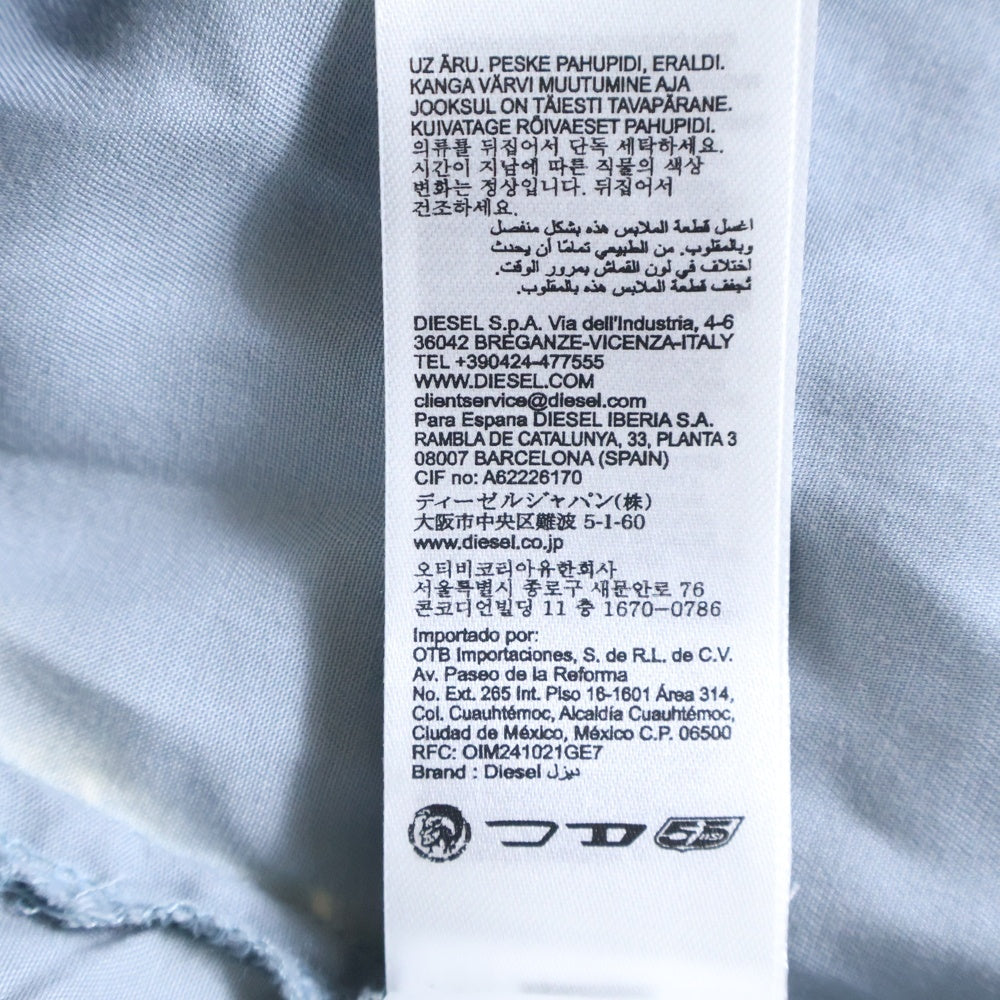 UZ ĀRU. PESKE PAHUPIDI, ERALDI.
KANGA VÄRVI MUUTUMINE AJA
JOOKSUL ON TÄIESTI TAVAPÄRANE.
KUIVATAGE RÕIVAESET PAHUPIDI.
의류를 뒤집어서 단독 세탁하세요.
시간이 지남에 따른 직물의 색상
변화는 정상입니다. 뒤집어서
건조하세요.
اغسل قطعة الملابس هذه بشكل منفصل
وبالمقلوب. من الطبيعي تمامًا أن يحدث
اختلاف في لون القماش بمرور الوقت.
تُجفف قطعة الملابس هذه بالمقلوب.
DIESEL S.p.A. Via dell'Industria, 4-6
36042 BREGANZE-VICENZA-ITALY
TEL +390424-477555
WWW.DIESEL.COM
clientservice@diesel.com
Para Espana DIESEL IBERIA S.A.
RAMBLA DE CATALUNYA, 33, PLANTA 3
08007 BARCELONA (SPAIN)
CIF no: A62226170
ディーゼルジャパン(株)
大阪市中央区難波 5-1-60
www.diesel.co.jp
오티비코리아유한회사
서울특별시 종로구 새문안로 76
콘코디언빌딩 11 층 1670-0786
Importado por:
OTB Importaciones, S. de R.L. de C.V.
Av. Paseo de la Reforma
No. Ext. 265 Int. Piso 16-1601 Área 314,
Col. Cuauhtémoc, Alcaldía Cuauhtémoc,
Ciudad de México, México C.P. 06500
RFC: OIM241021GE7
Brand : Diesel ديزل
D 55